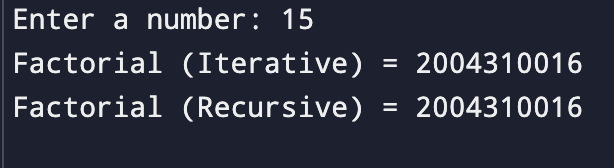 Enter a number: 15
Factorial (Iterative) = 2004310016
Factorial (Recursive) = 2004310016